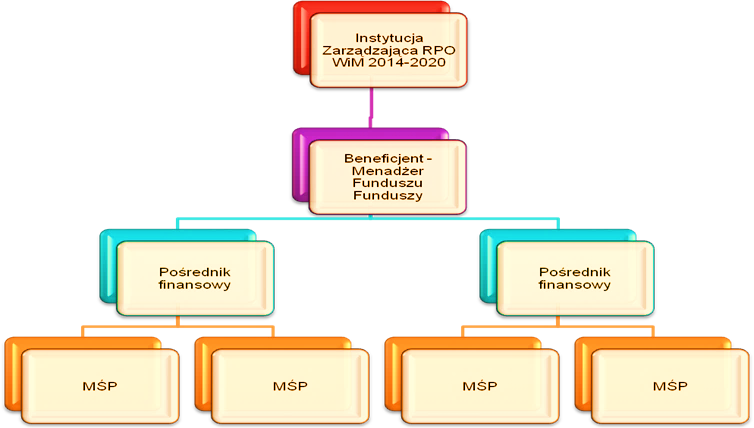 Instytucja
Zarządzająca RPO
WiM 2014-2020
Beneficjent -
Menadżer
Funduszu
Funduszy
Pośrednik
finansowy
Pośrednik
finansowy
MŚP
MŚP
MŚP
MŚP